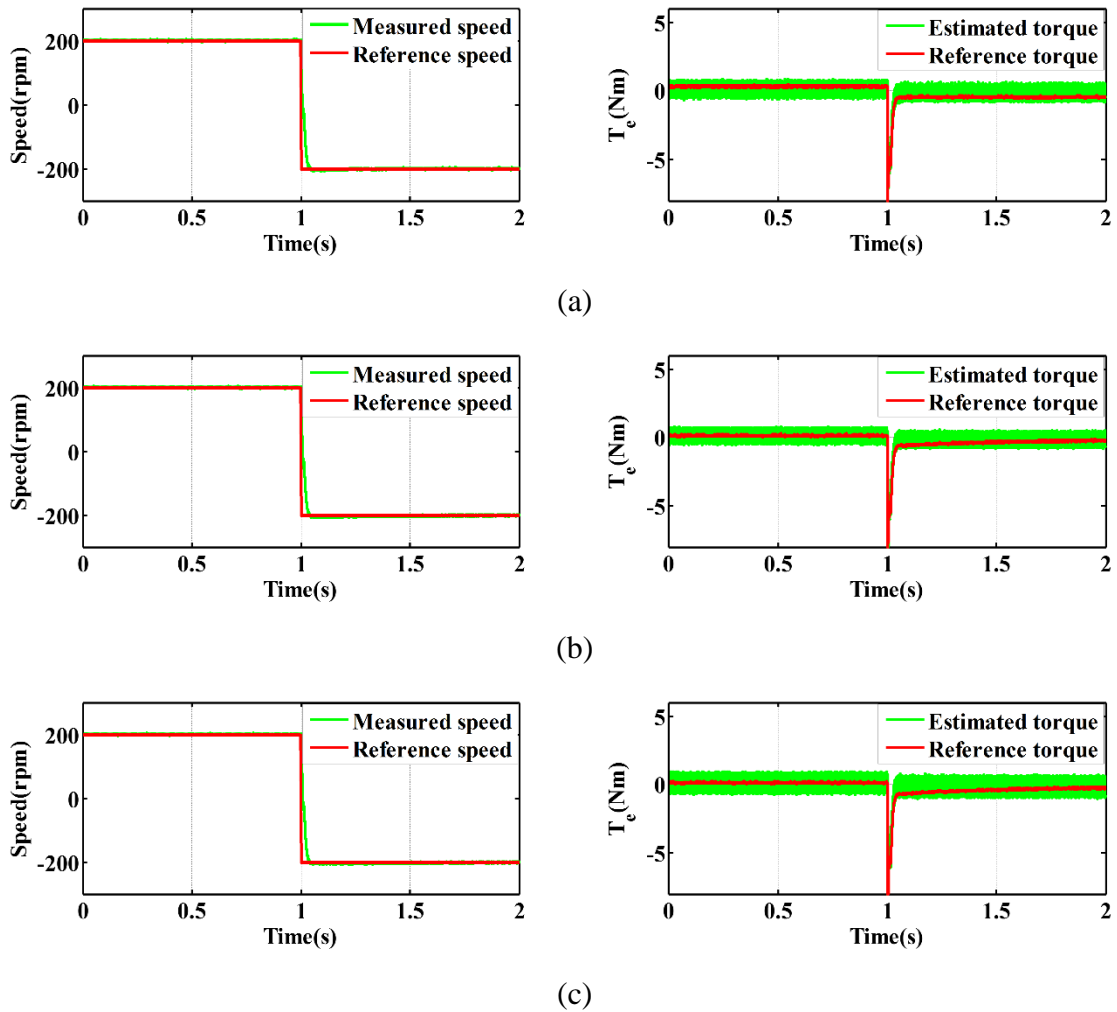 Measured speed
Reference speed
200
0
-200
Speed(rpm)
0 0.5 1 1.5 2
Time(s)
Estimated torque
Reference torque
5
0
-5
T_e(Nm)
0 0.5 1 1.5 2
Time(s)
(a)
Measured speed
Reference speed
200
0
-200
Speed(rpm)
0 0.5 1 1.5 2
Time(s)
Estimated torque
Reference torque
5
0
-5
T_e(Nm)
0 0.5 1 1.5 2
Time(s)
(b)
Measured speed
Reference speed
200
0
-200
Speed(rpm)
0 0.5 1 1.5 2
Time(s)
Estimated torque
Reference torque
5
0
-5
T_e(Nm)
0 0.5 1 1.5 2
Time(s)
(c)